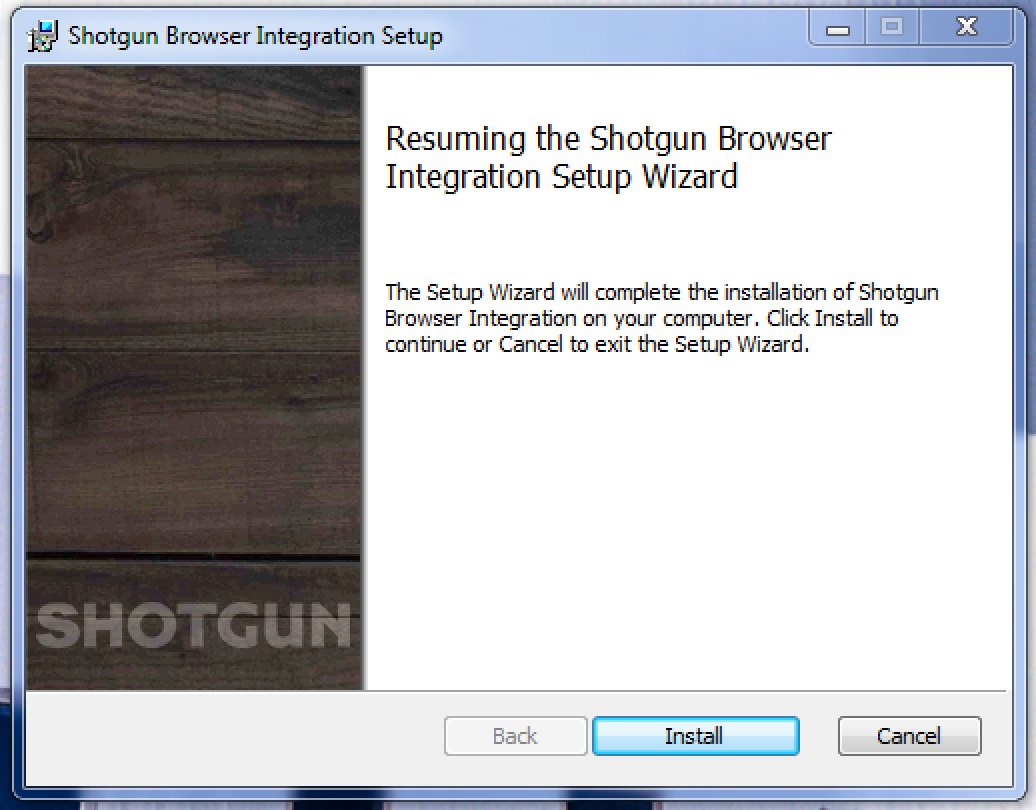 Shotgun Browser Integration Setup
Resuming the Shotgun Browser
Integration Setup Wizard
The Setup Wizard will complete the installation of Shotgun
Browser Integration on your computer. Click Install to
continue or Cancel to exit the Setup Wizard.
SHOTGUN
Back
Install
Cancel